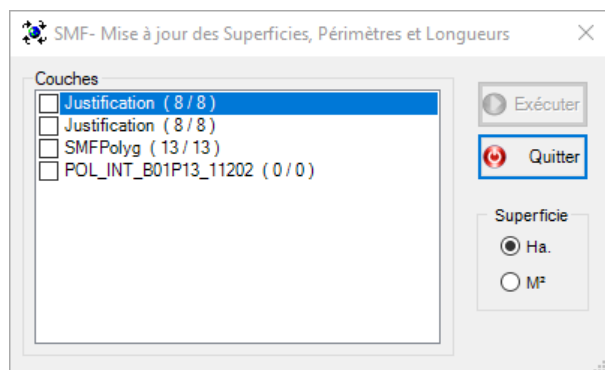 SMF- Mise à jour des Superficies, Périmètres et Longueurs
Couches
Justification ( 8 / 8 )
Justification ( 8 / 8 )
SMFPolyg ( 13 / 13 )
POL_INT_B01P13_11202 ( 0 / 0 )
Exécuter
Quitter
Superficie
Ha.
M²